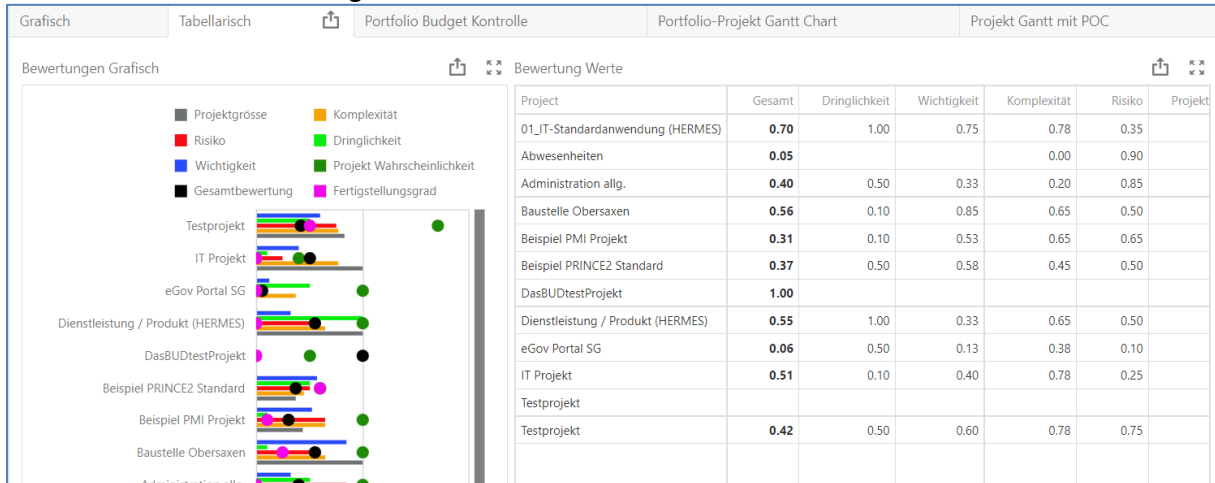 Grafisch Tabellarisch Portfolio Budget Kontrolle Portfolio-Projekt Gantt Chart Projekt Gantt mit POC
Bewertungen Grafisch
Projektgrösse Komplexität
Risiko Dringlichkeit
Wichtigkeit Projekt Wahrscheinlichkeit
Gesamtbewertung Fertigstellungsgrad
Testprojekt
IT Projekt
eGov Portal SG
Dienstleistung / Produkt (HERMES)
DasBUDtestProjekt
Beispiel PRINCE2 Standard
Beispiel PMI Projekt
Baustelle Obersaxen
Bewertung Werte
Project Gesamt Dringlichkeit Wichtigkeit Komplexität Risiko Projekt
01_IT-Standardanwendung (HERMES) 0.70 1.00 0.75 0.78 0.35
Abwesenheiten 0.05 0.00 0.90
Administration allg. 0.40 0.50 0.33 0.20 0.85
Baustelle Obersaxen 0.56 0.10 0.85 0.65 0.50
Beispiel PMI Projekt 0.31 0.10 0.53 0.65 0.65
Beispiel PRINCE2 Standard 0.37 0.50 0.58 0.45 0.50
DasBUDtestProjekt 1.00
Dienstleistung / Produkt (HERMES) 0.55 1.00 0.33 0.65 0.50
eGov Portal SG 0.06 0.50 0.13 0.38 0.10
IT Projekt 0.51 0.10 0.40 0.78 0.25
Testprojekt
Testprojekt 0.42 0.50 0.60 0.78 0.75